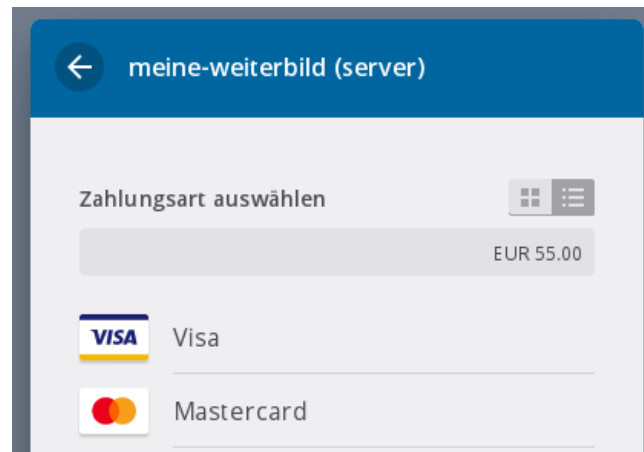 meine-weiterbild (server)
Zahlungsart auswählen
EUR 55.00
VISA Visa
Mastercard